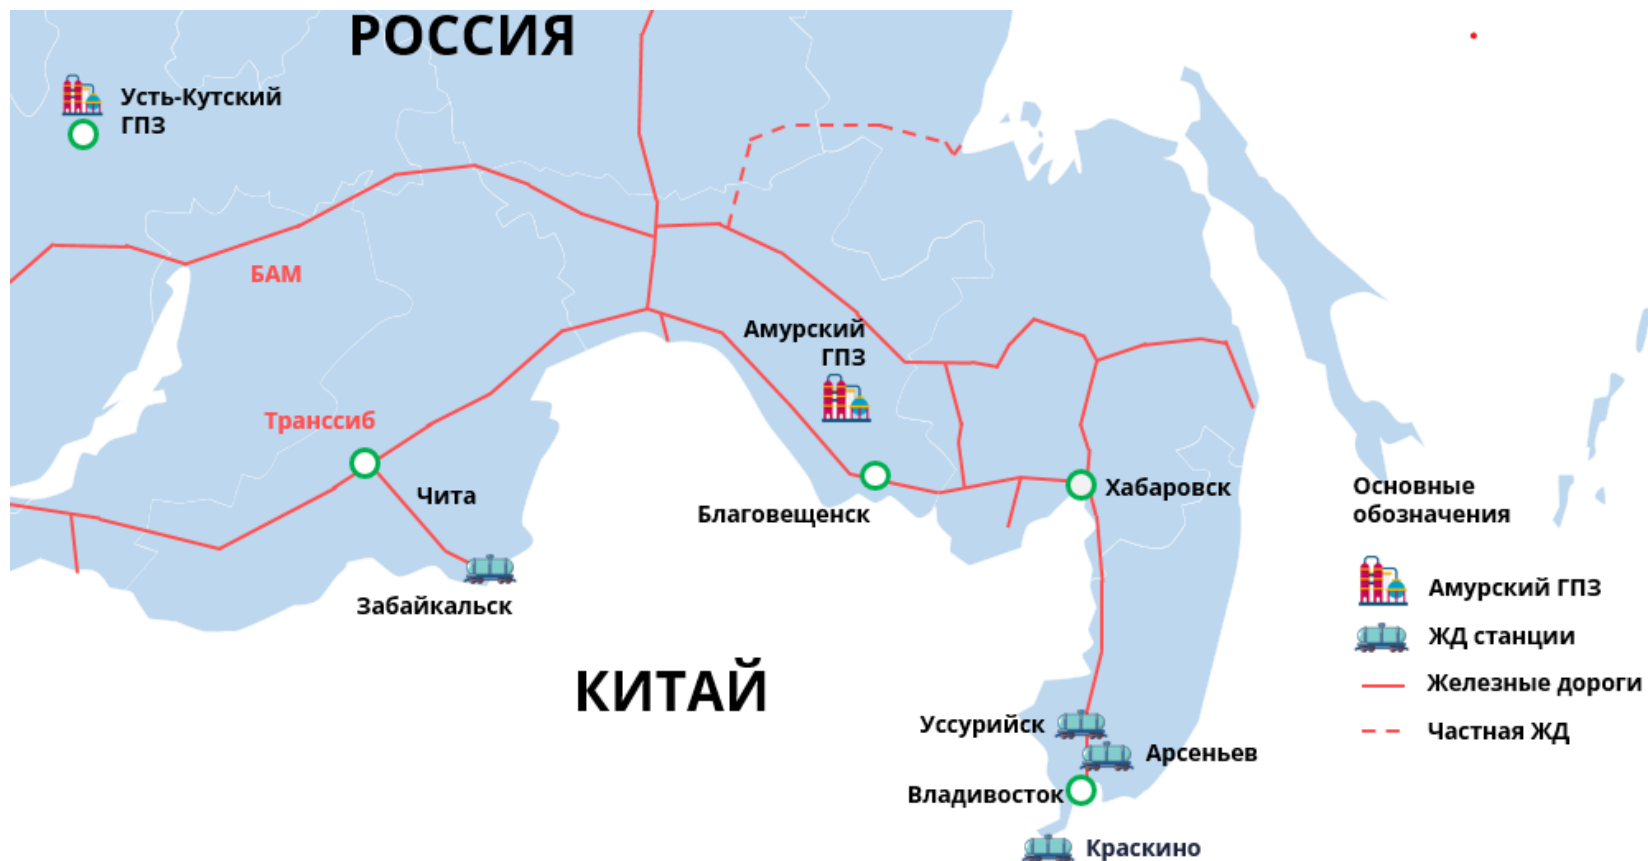 РОССИЯ
Усть-Кутский
ГПЗ
БАМ
Амурский
ГПЗ
Транссиб
Чита
Забайкальск
Благовещенск
Хабаровск
КИТАЙ
Уссурийск
Арсеньев
Владивосток
Краскино
Основные
обозначения
Амурский ГПЗ
ЖД станции
Железные дороги
Частная ЖД